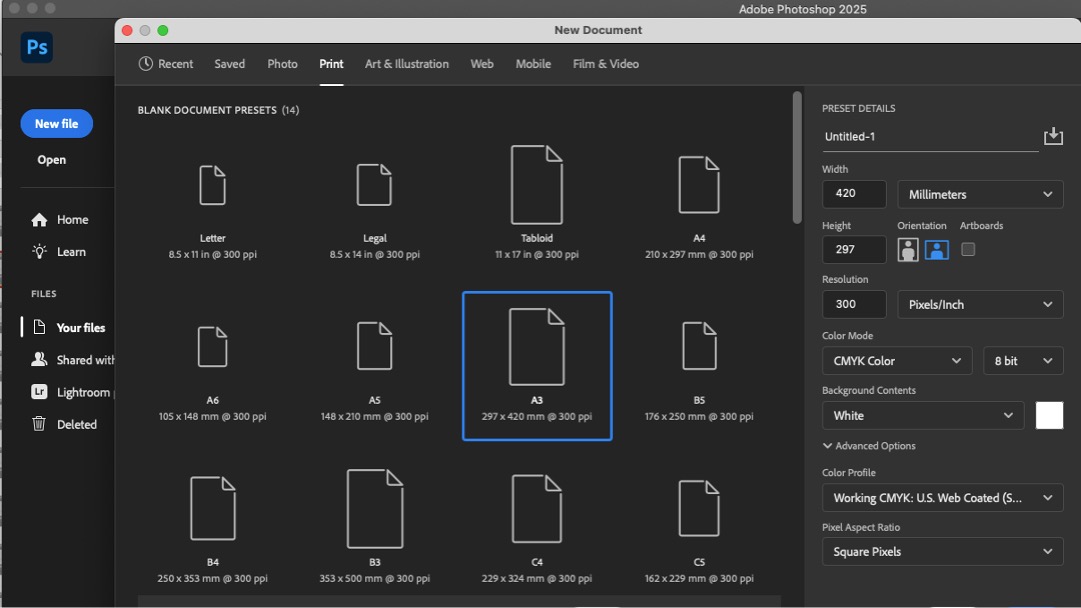 Adobe Photoshop 2025
New Document
Ps
Recent Saved Photo Print Art & Illustration Web Mobile Film & Video
New file
Open
Home
Learn
FILES
Your files
Shared with
Lightroom
Lr
Deleted
BLANK DOCUMENT PRESETS (14)
Letter
8.5 x 11 in @ 300 ppi
Legal
8.5 x 14 in @ 300 ppi
Tabloid
11 x 17 in @ 300 ppi
A4
210 x 297 mm @ 300 ppi
A6
105 x 148 mm @ 300 ppi
A5
148 x 210 mm @ 300 ppi
A3
297 x 420 mm @ 300 ppi
B5
176 x 250 mm @ 300 ppi
B4
250 x 353 mm @ 300 ppi
B3
353 x 500 mm @ 300 ppi
C4
229 x 324 mm @ 300 ppi
C5
162 x 229 mm @ 300 ppi
PRESET DETAILS
Untitled-1
Width
420 Millimeters
Height Orientation Artboards
297
Resolution
300 Pixels/Inch
Color Mode
CMYK Color 8 bit
Background Contents
White
Advanced Options
Color Profile
Working CMYK: U.S. Web Coated (S...
Pixel Aspect Ratio
Square Pixels